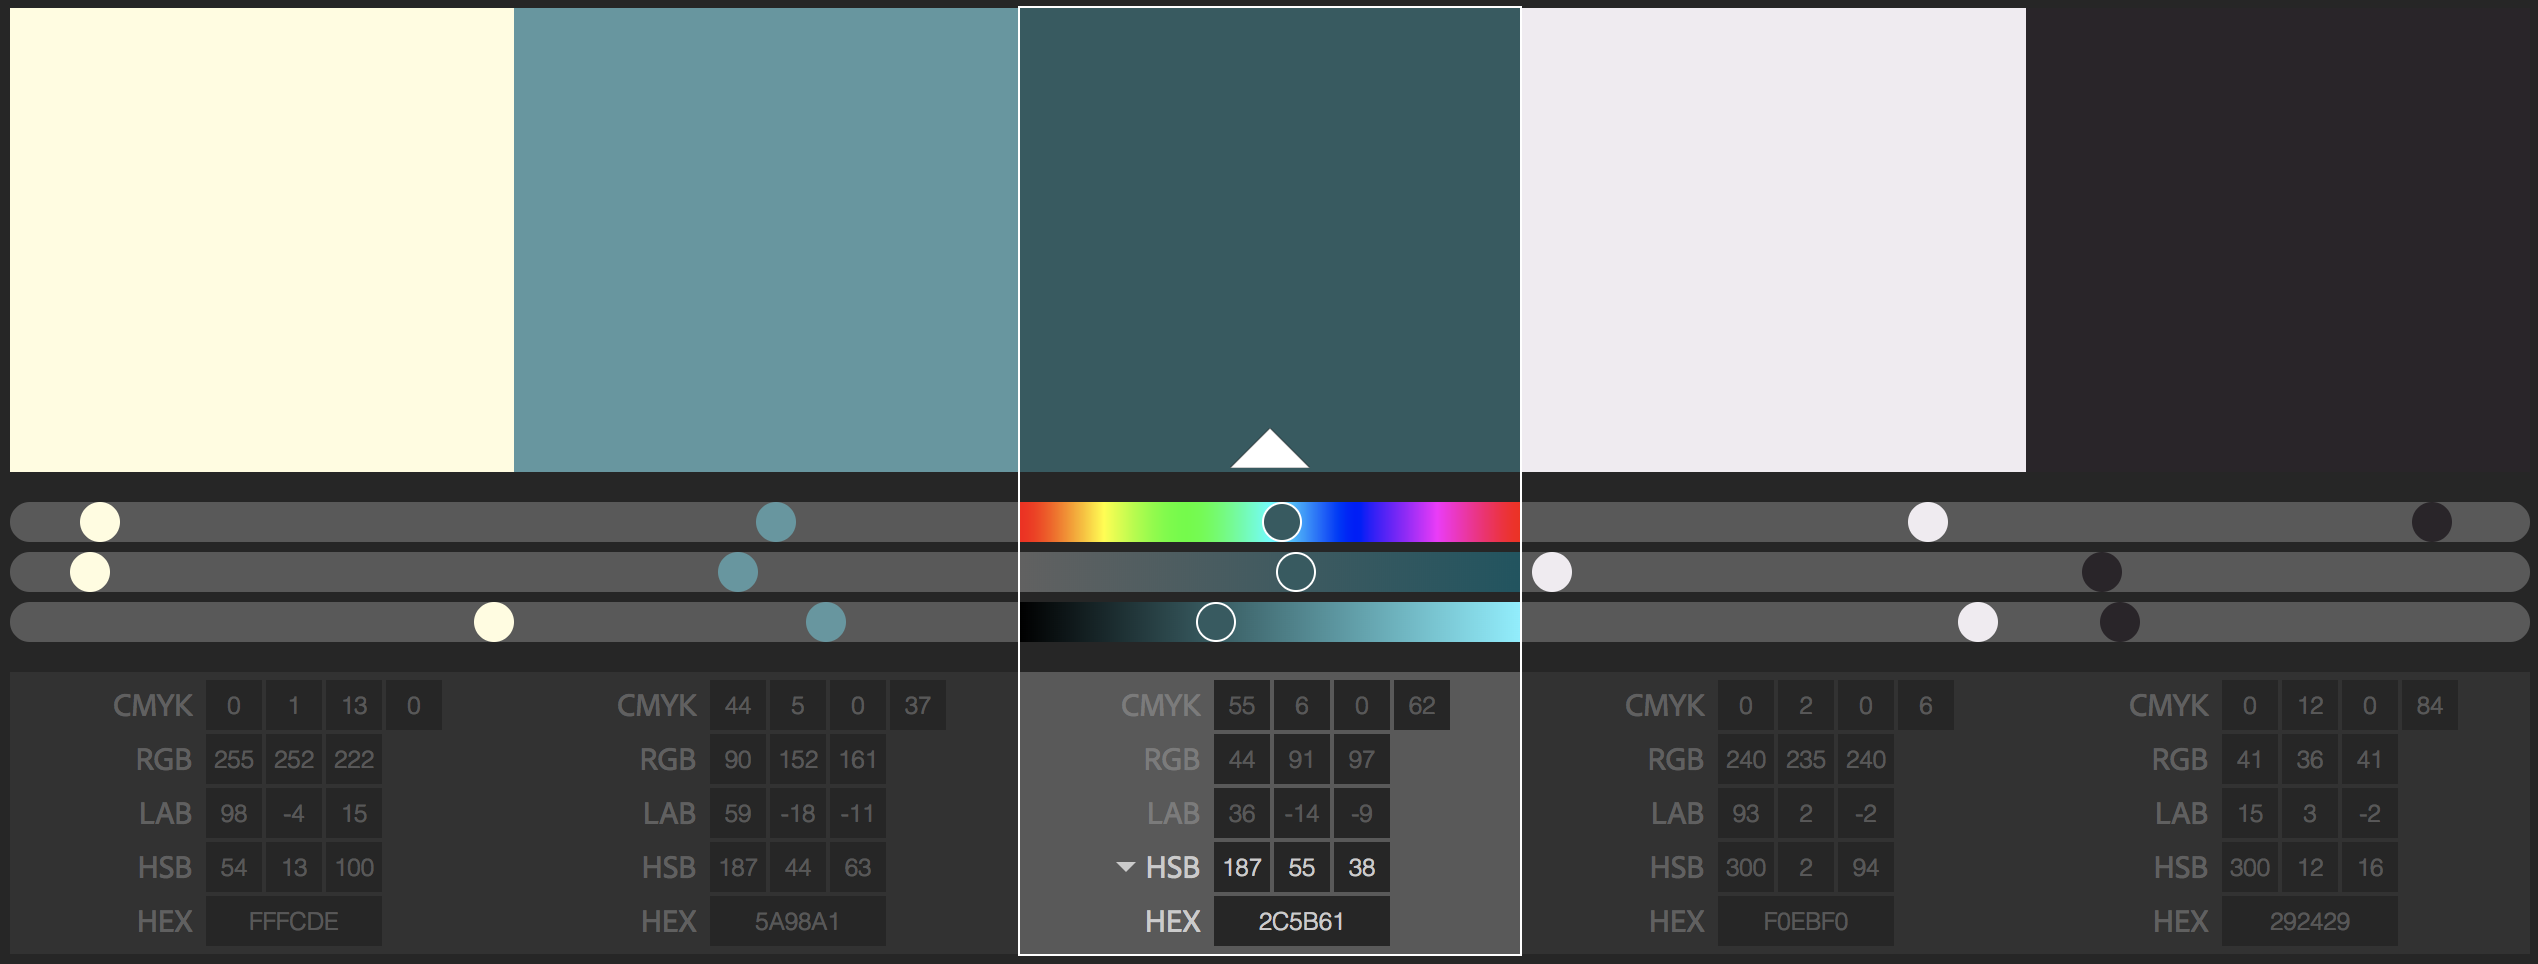 CMYK 0 1 13 0
RGB 255 252 222
LAB 98 -4 15
HSB 54 13 100
HEX FFFCDE
CMYK 44 5 0 37
RGB 90 152 161
LAB 59 -18 -11
HSB 187 44 63
HEX 5A98A1
CMYK 55 6 0 62
RGB 44 91 97
LAB 36 -14 -9
HSB 187 55 38
HEX 2C5B61
CMYK 0 2 0 6
RGB 240 235 240
LAB 93 2 -2
HSB 300 2 94
HEX F0EBF0
CMYK 0 12 0 84
RGB 41 36 41
LAB 15 3 -2
HSB 300 12 16
HEX 292429